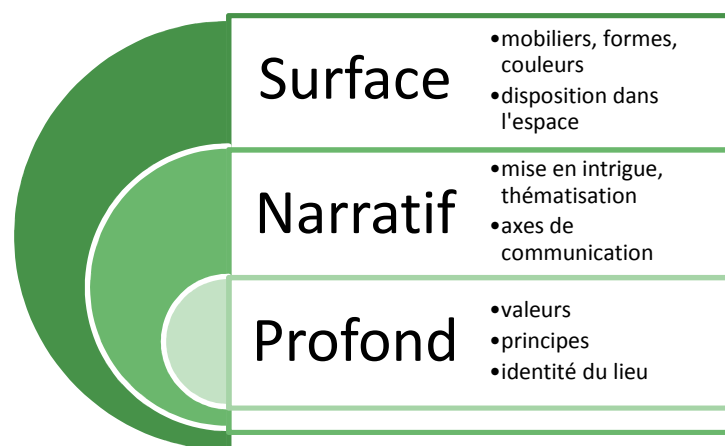 Surface
•mobiliers, formes,
couleurs
•disposition dans
l'espace
Narratif
•mise en intrigue,
thématisation
•axes de
communication
Profond
•valeurs
•principes
•identité du lieu